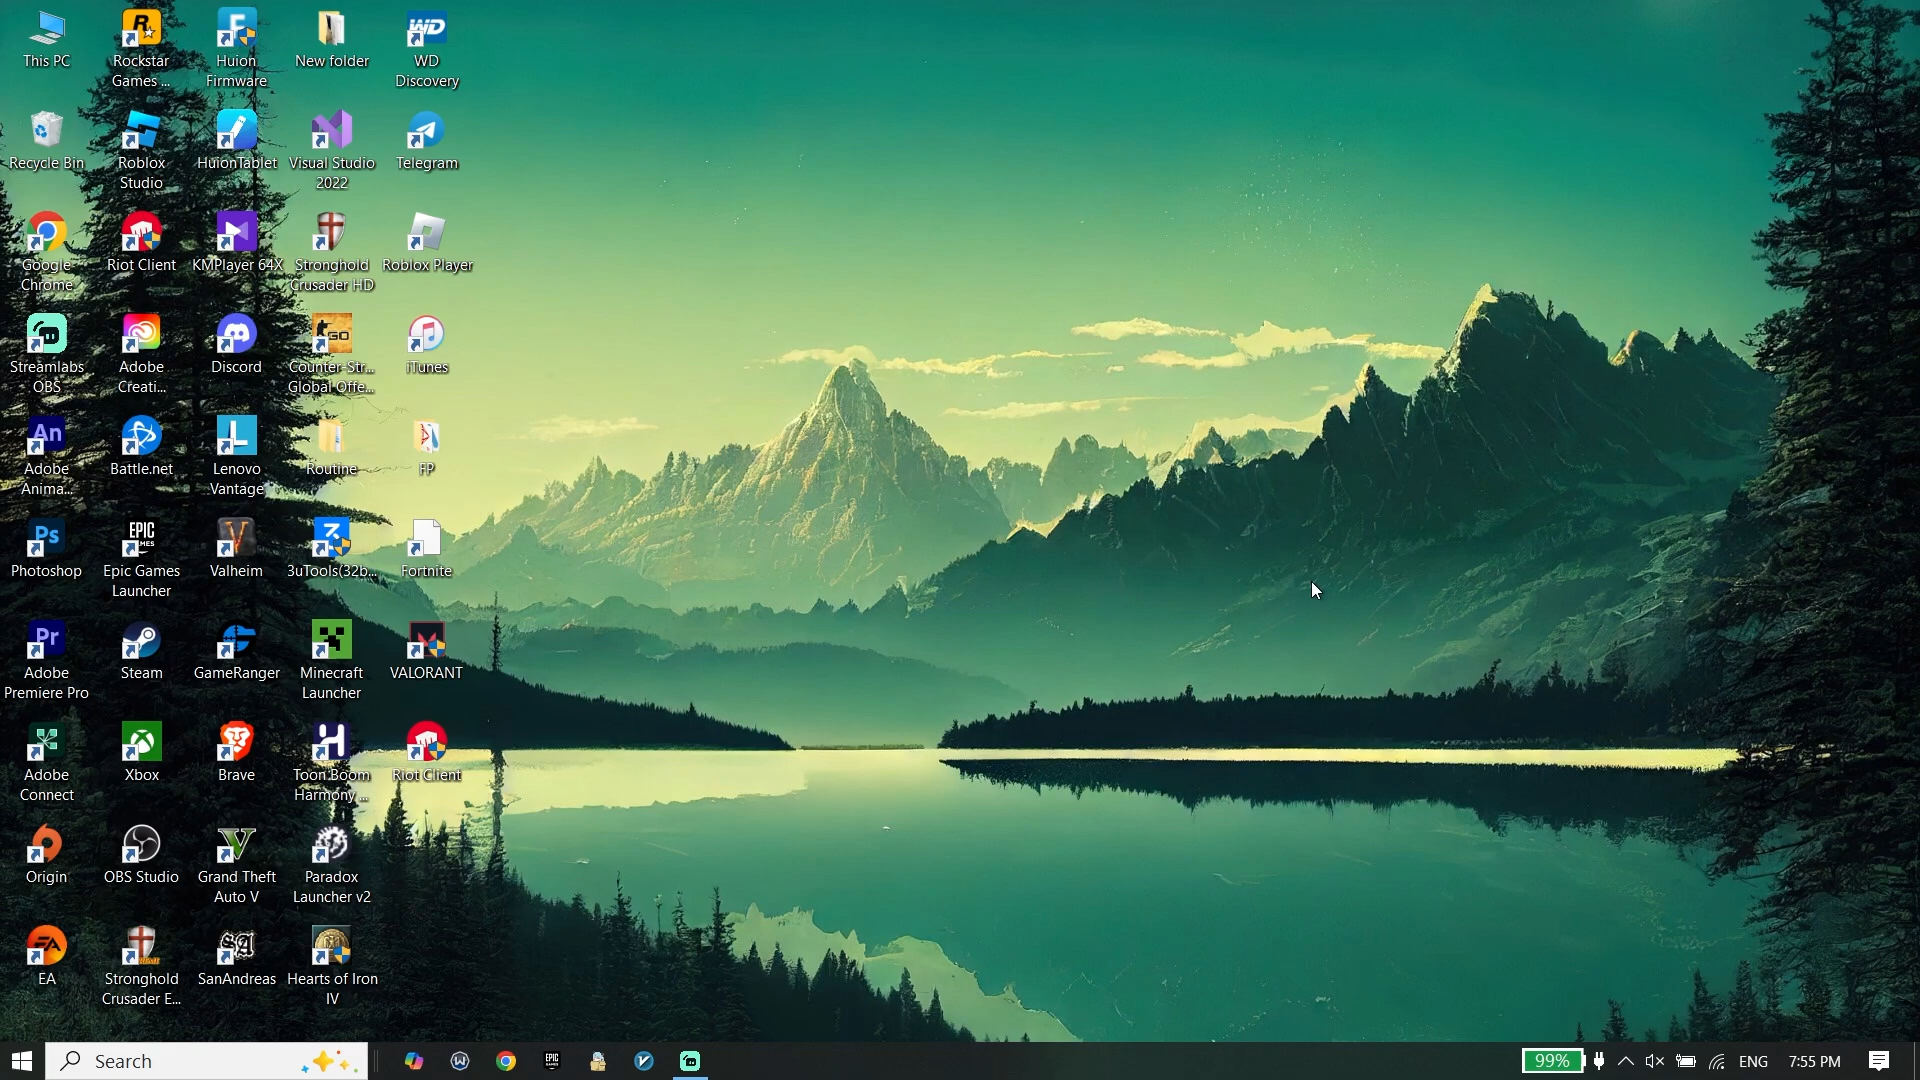 This PC
Rockstar
Games ...
Huion
Firmware
New folder
WD
Discovery
Recycle Bin
Roblox
Studio
HuionTablet
Visual Studio
2022
Telegram
Google
Chrome
Riot Client
KMPlayer 64X
Stronghold
Crusader HD
Roblox Player
Streamlabs
OBS
Adobe
Creati...
Discord
Counter-Str...
Global Offe...
iTunes
Adobe
Anima...
Battle.net
Lenovo
Vantage
Routine
FP
Photoshop
Epic Games
Launcher
Valheim
3uTools(32b...
Fortnite
Adobe
Premiere Pro
Steam
GameRanger
Minecraft
Launcher
VALORANT
Adobe
Connect
Xbox
Brave
Toon Boom
Harmony ...
Riot Client
Origin
OBS Studio
Grand Theft
Auto V
Paradox
Launcher v2
EA
Stronghold
Crusader E...
SanAndreas
Hearts of Iron
IV
Search
99%
ENG
7:55 PM